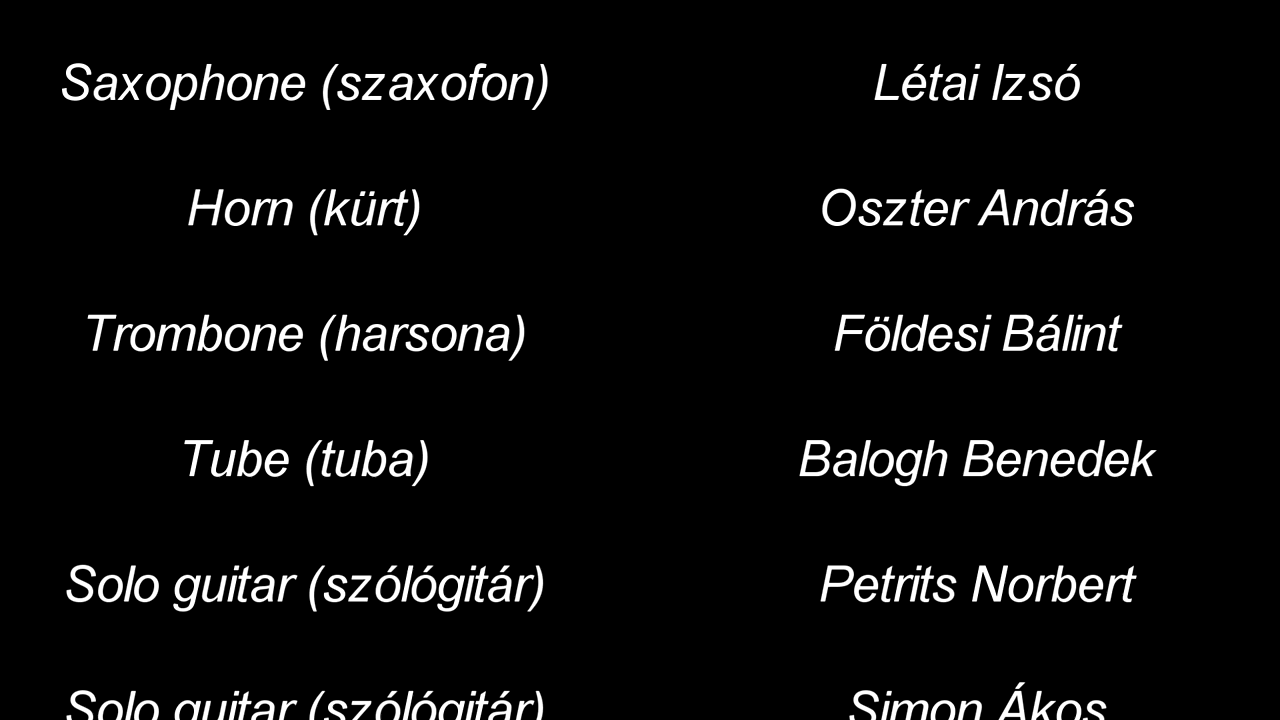 Saxophone (szaxofon) Létai Izsó
Horn (kürt) Oszter András
Trombone (harsona) Földesi Bálint
Tube (tuba) Balogh Benedek
Solo guitar (szólógitár) Petrits Norbert
Solo guitar (szólógitár) Simon Ákos